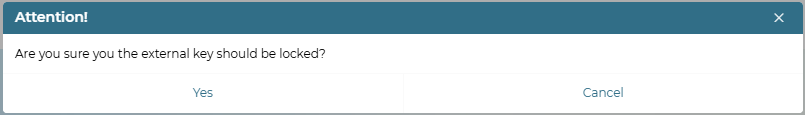 Attention!
Are you sure you the external key should be locked?
Yes
Cancel